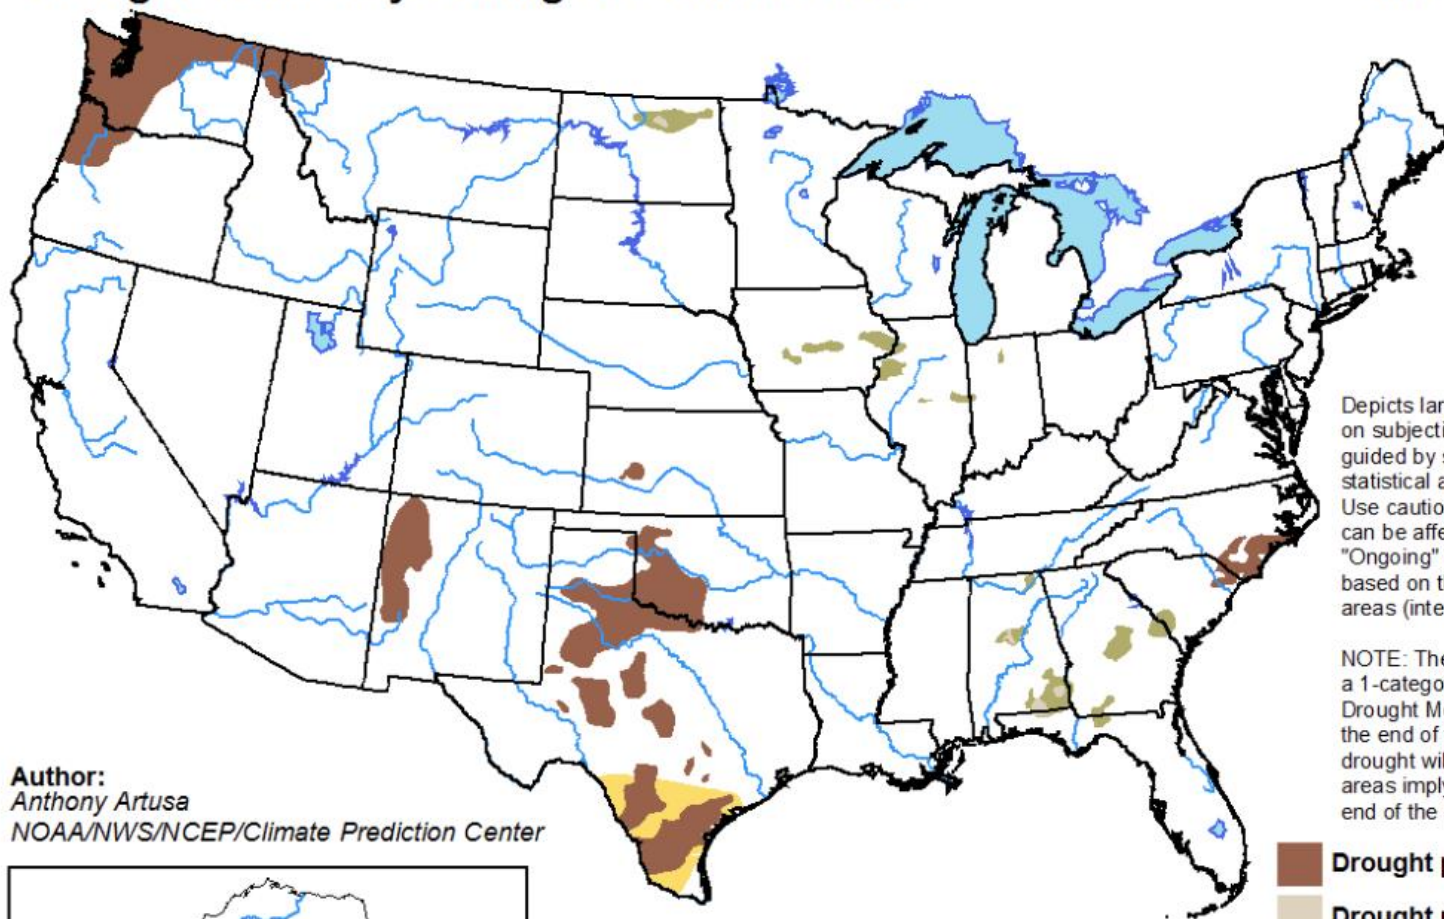 Author:
Anthony Artusa
NOAA/NWS/NCEP/Climate Prediction Center
Depicts lar
on subjecti
guided by s
statistical a
Use cautio
can be affe
"Ongoing"
based on t
areas (inte
NOTE: The
a 1-catego
Drought M
the end of
drought wil
areas imply
end of the
Drought p
Drought